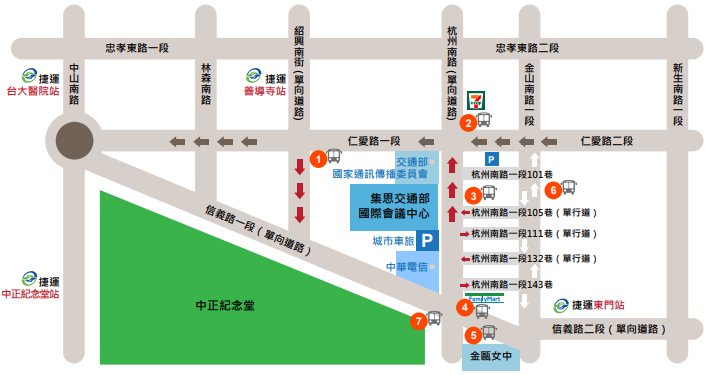 忠孝東路一段
忠孝東路二段
中山南路
林森南路
紹興南街(單向道路)
杭州南路(單向道路)
金山南路一段
新生南路一段
捷運
台大醫院站
捷運
善導寺站
7
2
仁愛路一段
仁愛路二段
1
交通部
國家通訊傳播委員會
P
杭州南路一段101巷
6
3
集思交通部
國際會議中心
杭州南路一段105巷(單行道)
信義路一段(單向道路)
城市車旅
P
杭州南路一段111巷(單行道)
中華電信
杭州南路一段132巷(單行道)
杭州南路一段143巷
捷運
中正紀念堂站
中正紀念堂
FamilyMart
4
捷運東門站
7
5
信義路二段(單向道路)
金甌女中